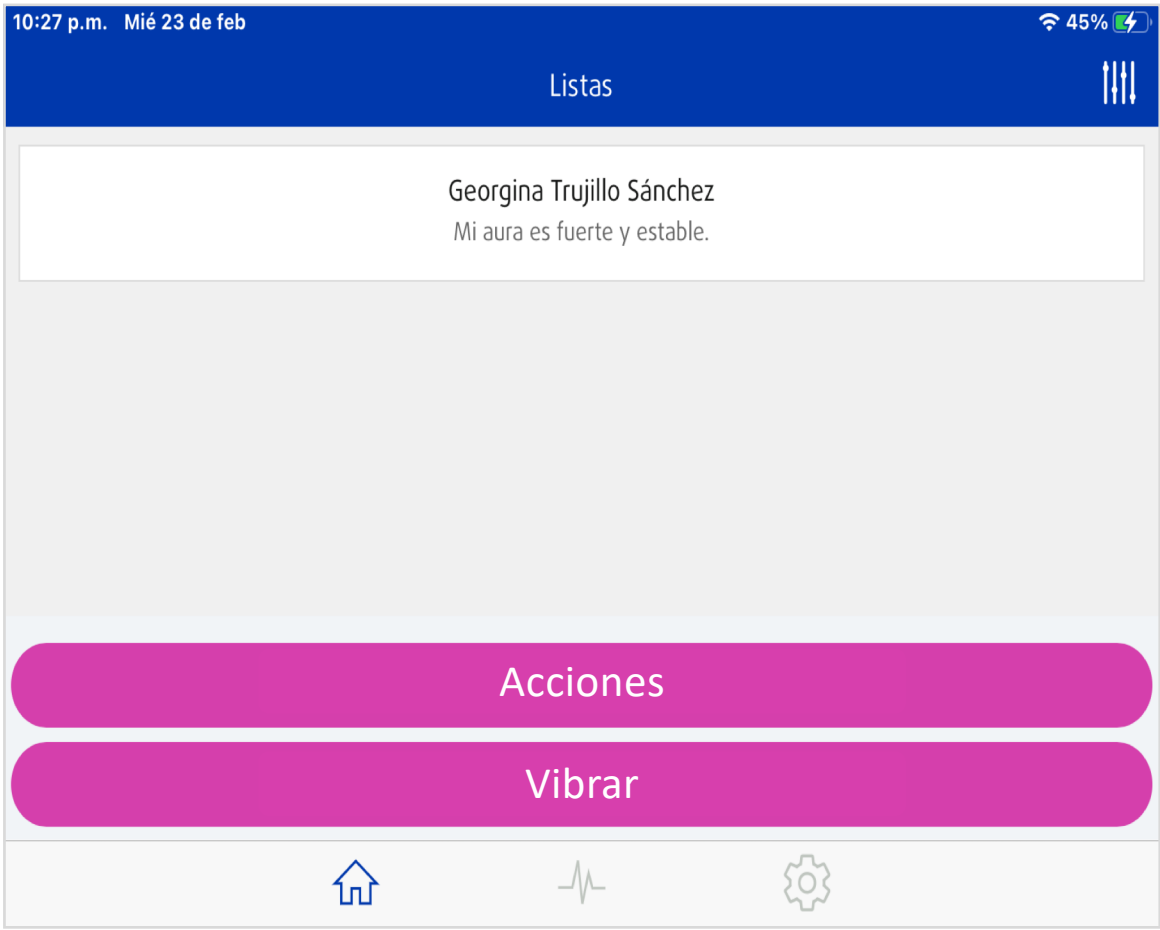 10:27 p.m. Mié 23 de feb 45%
Listas
Georgina Trujillo Sánchez
Mi aura es fuerte y estable.
Acciones
Vibrar